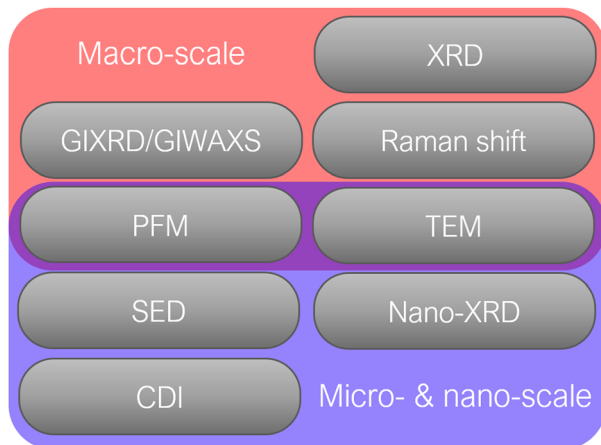 Macro-scale
XRD
GIXRD/GIWAXS
Raman shift
PFM
TEM
SED
Nano-XRD
CDI
Micro- & nano-scale